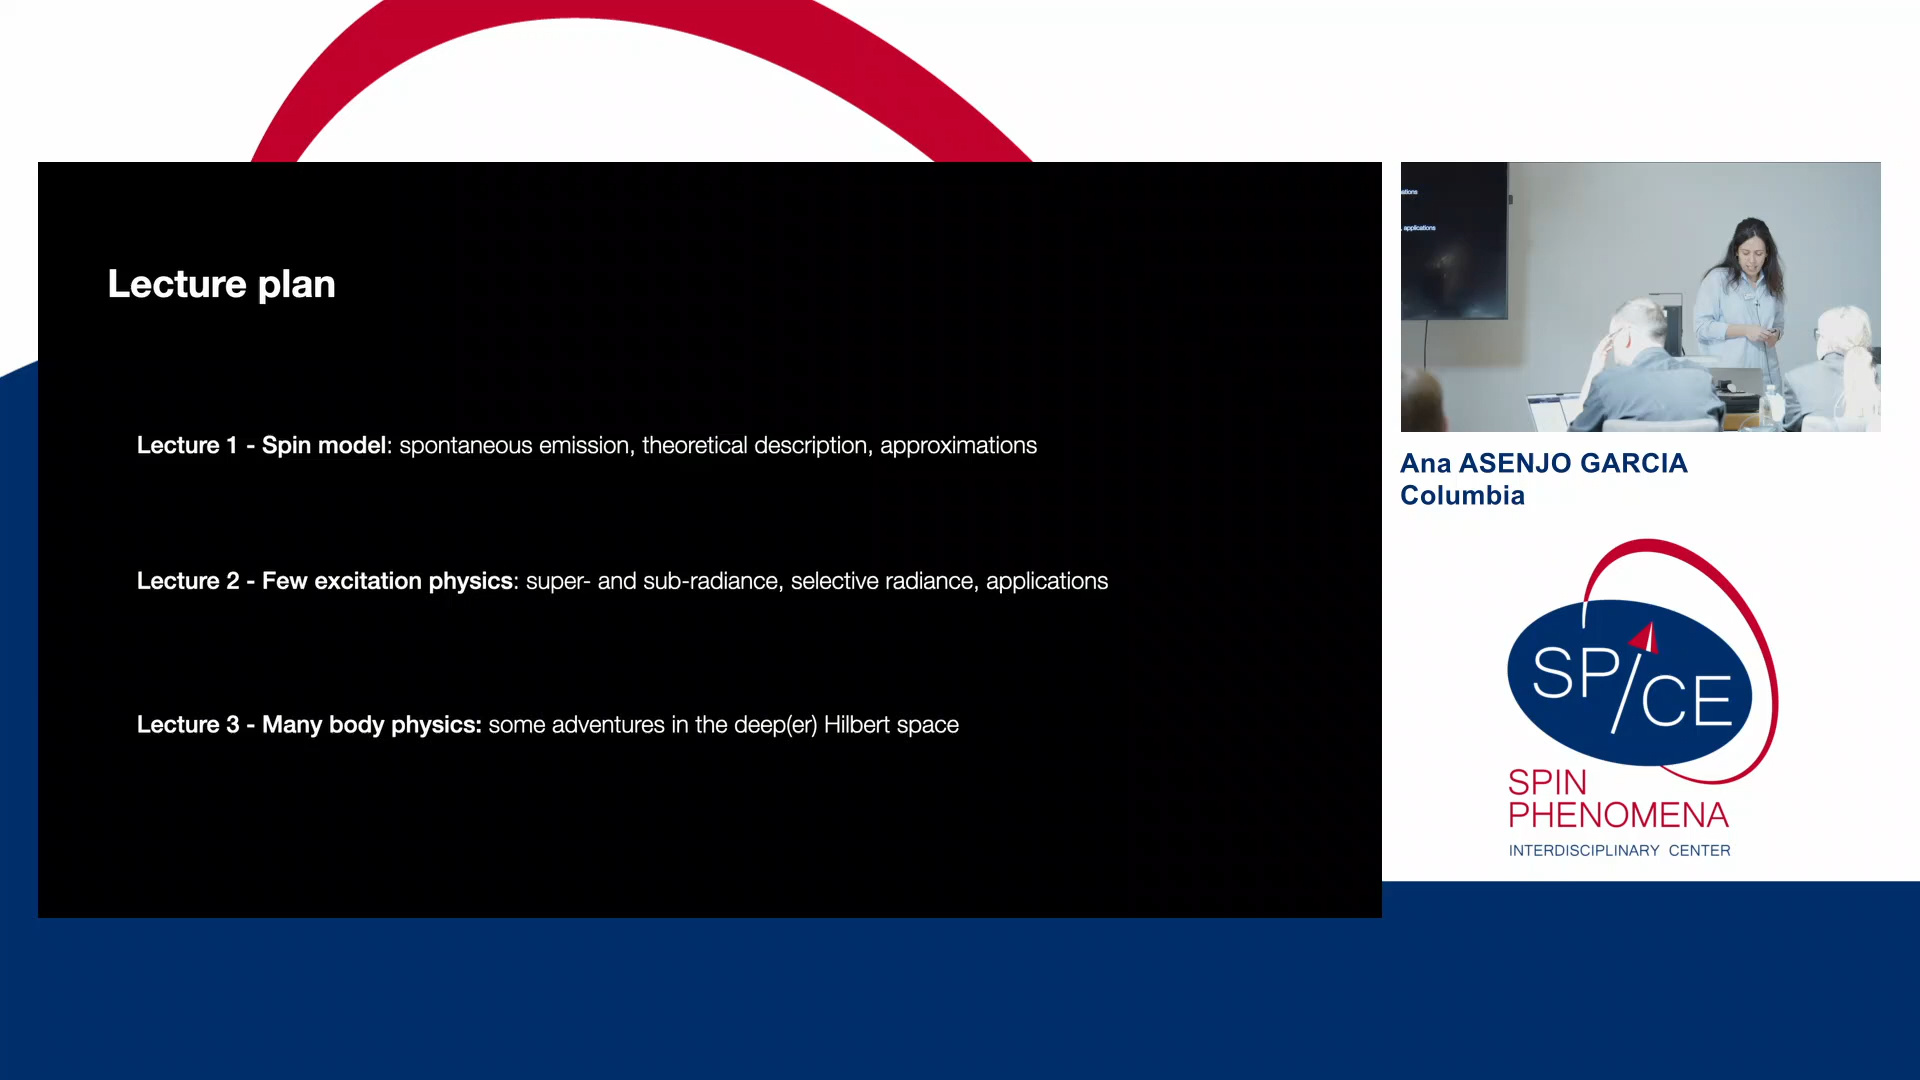 Lecture plan
Lecture 1 - Spin model: spontaneous emission, theoretical description, approximations
Lecture 2 - Few excitation physics: super- and sub-radiance, selective radiance, applications
Lecture 3 - Many body physics: some adventures in the deep(er) Hilbert space
, applications
Ana ASENJO GARCIA
Columbia
SPICE
SPIN
PHENOMENA
INTERDISCIPLINARY CENTER